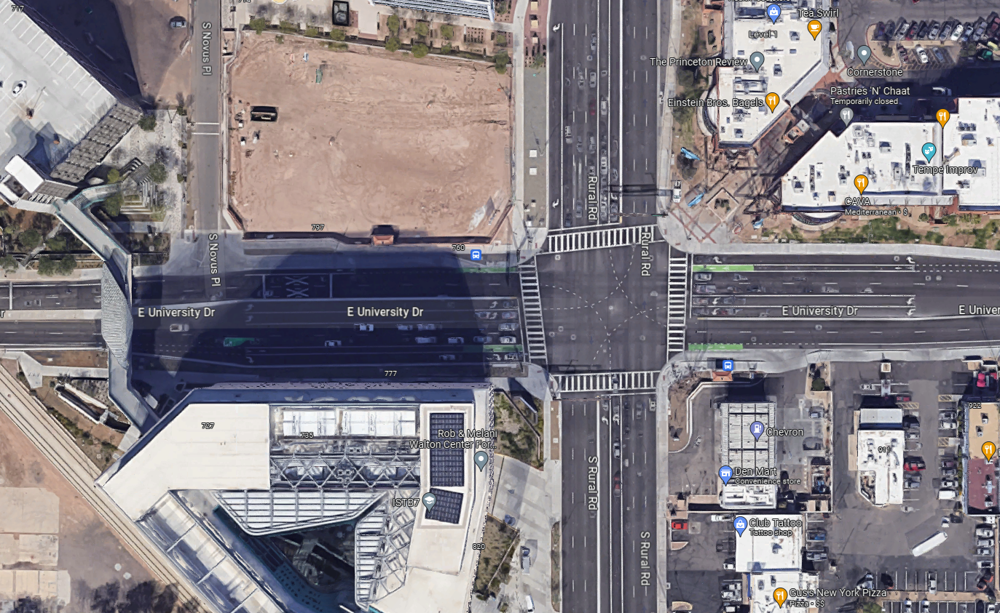 717
S Novus Pl
Tea Swirl
Level 1
The Princeton Review
Cornerstone
Pastries 'N' Chaat
Temporarily closed
Einstein Bros. Bagels
Tempe Improv
Rural Rd
CAVA
Mediterranean • $
797
760
S Novus Pl
Rural Rd
E University Dr
E University Dr
E University Dr
E Univer
777
727
735
Rob & Melani
Walton Center For...
Chevron
922
911
Den Mart
Convenience store
ISTB7
S Rural Rd
Club Tattoo
Tattoo shop
820
S Rural Rd
Gus's New York Pizza
Pizza • $$